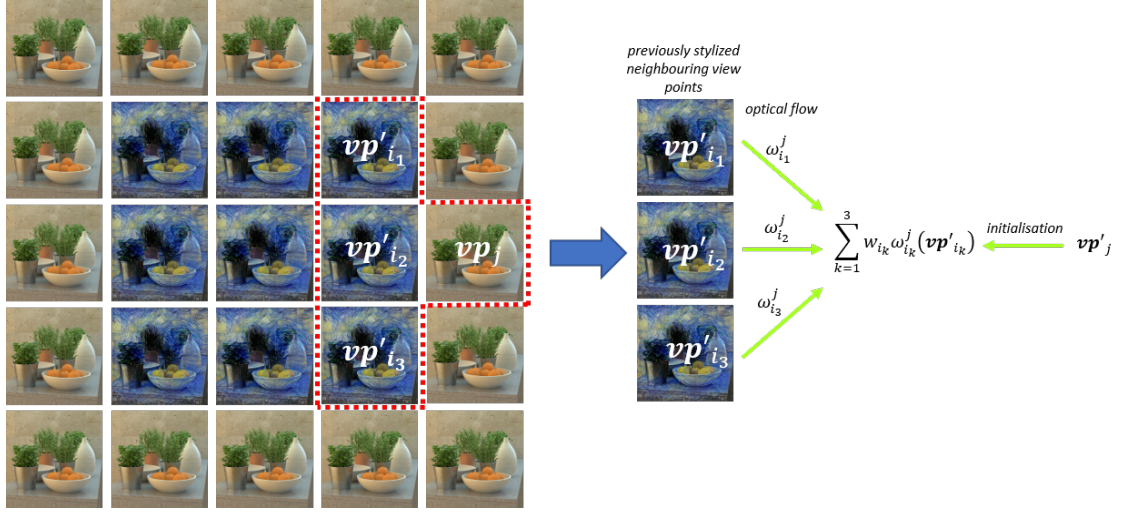 vp'i₁
vp'i₂
vpj
vp'i₃
previously stylized
neighbouring view
points
optical flow
vp'i₁
vp'i₂
vp'i₃
ωʲi₁
ωʲi₂
ωʲi₃
3
∑ wiₖ ωʲiₖ(vp'iₖ)
k=1
initialisation
vp'j